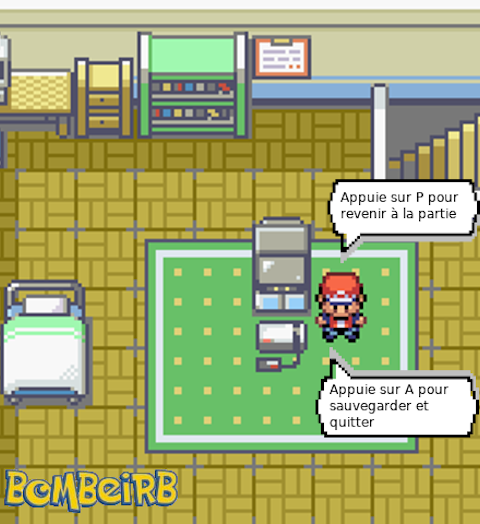 Appuie sur P pour
revenir à la partie
Appuie sur A pour
sauvegarder et
quitter
BOMBEiRB